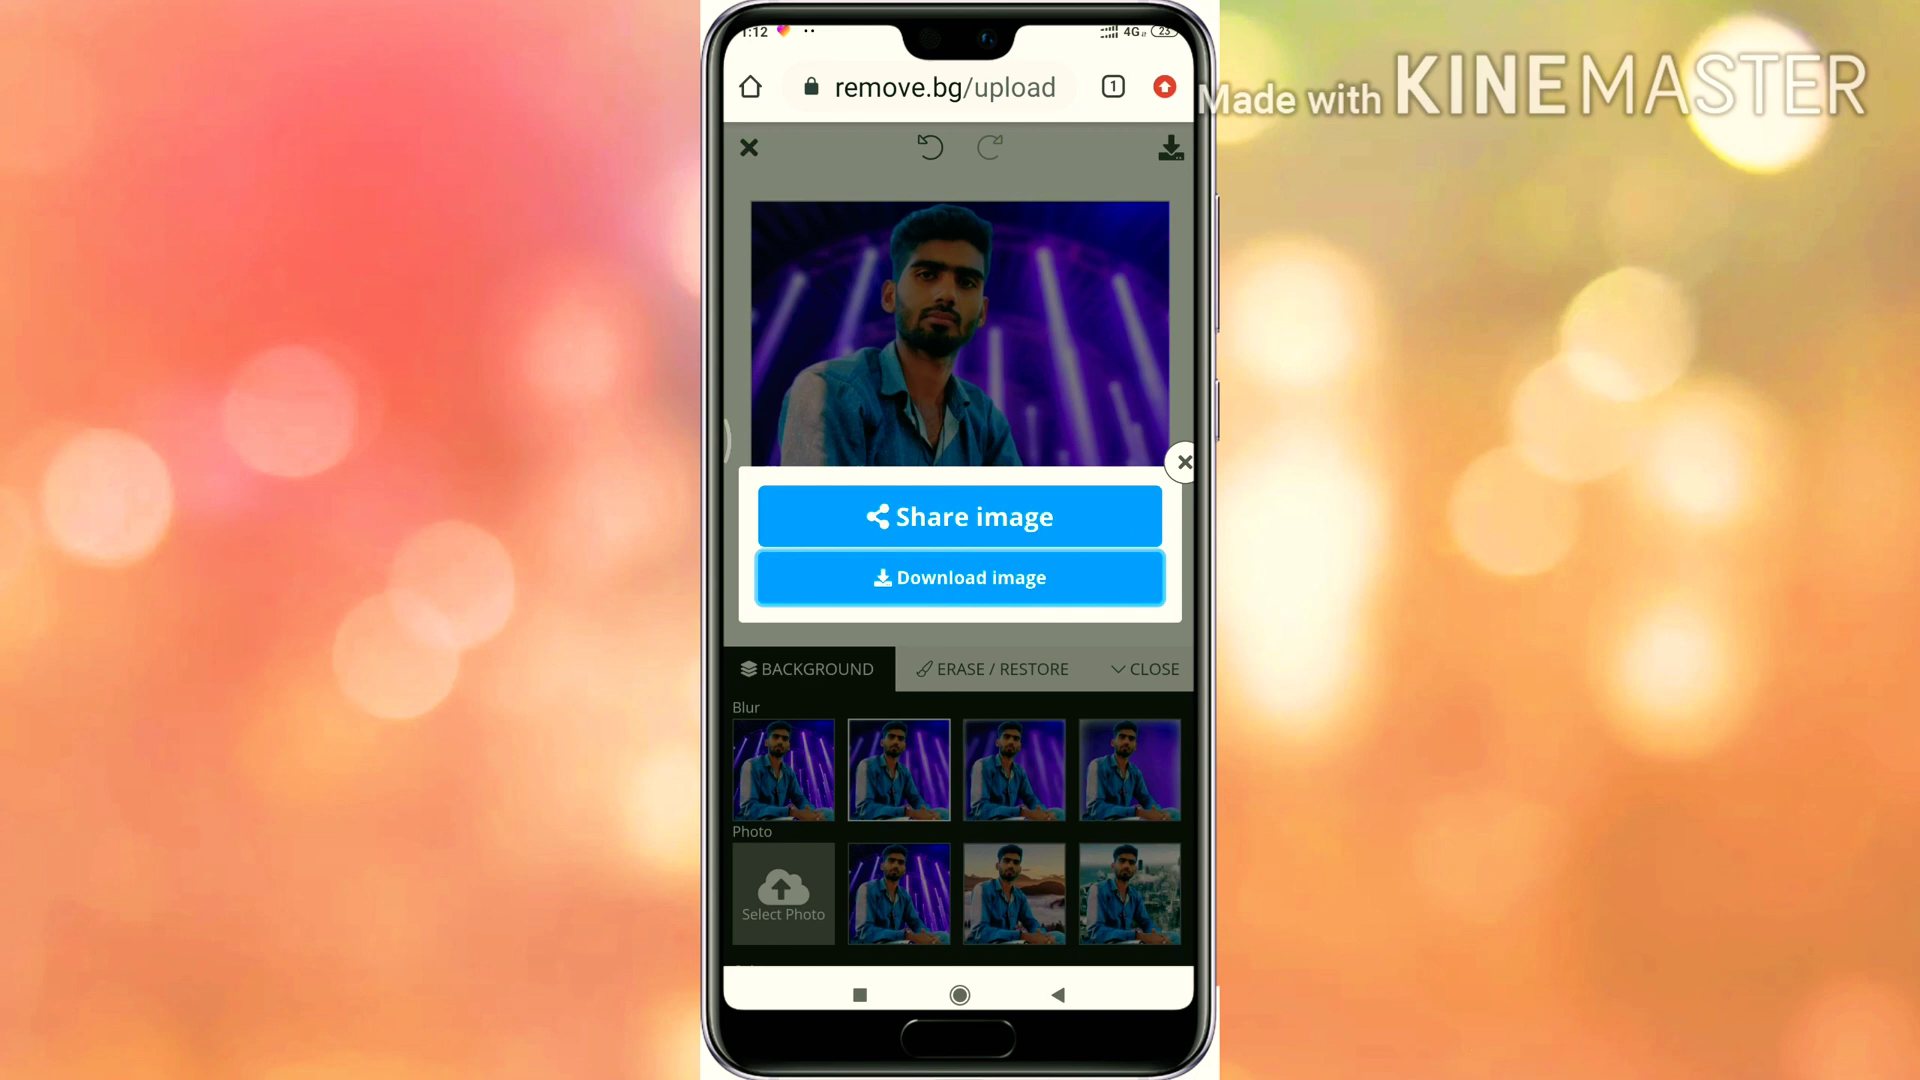 1:12
4G
23
remove.bg/upload
1
Made with KINEMASTER
Share image
Download image
BACKGROUND
ERASE / RESTORE
CLOSE
Blur
Photo
Select Photo